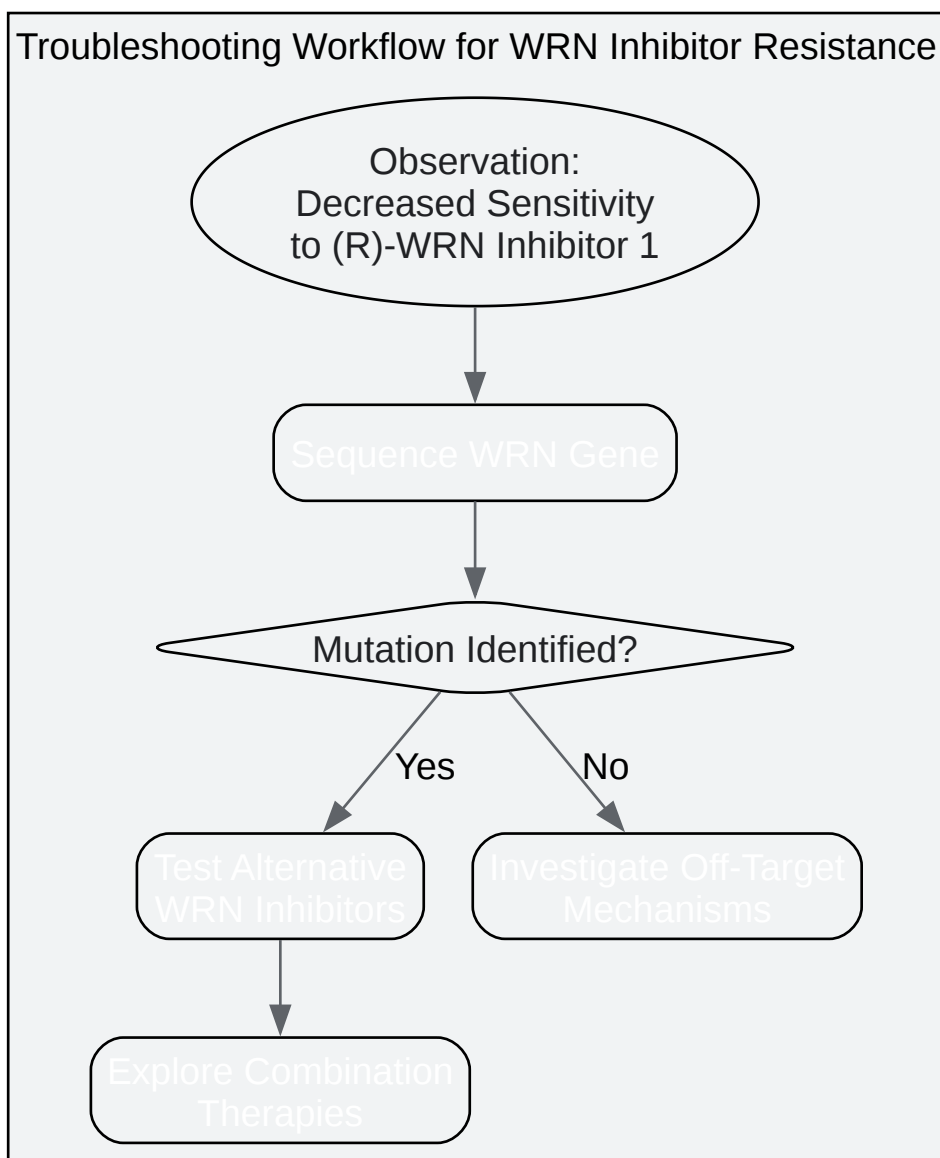 Troubleshooting Workflow for WRN Inhibitor Resistance
Observation:
Decreased Sensitivity
to (R)-WRN Inhibitor 1
Sequence WRN Gene
Mutation Identified?
Yes
No
Test Alternative
WRN Inhibitors
Investigate Off-Target
Mechanisms
Explore Combination
Therapies